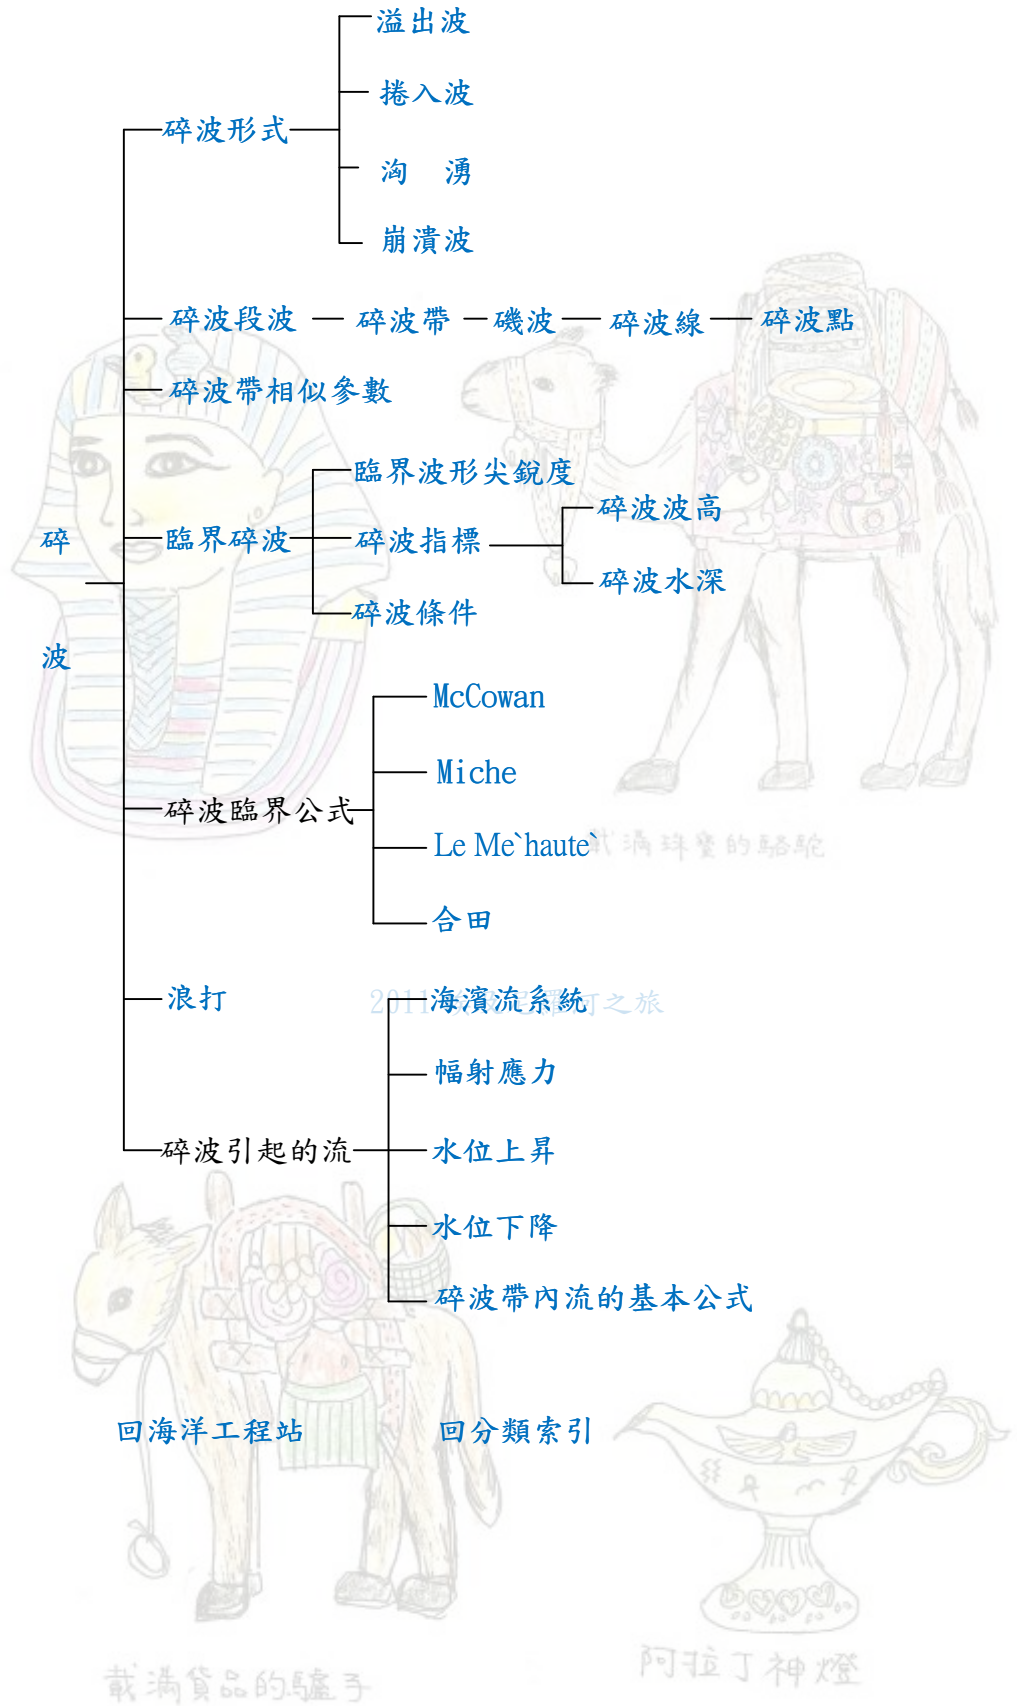 溢出波
捲入波
碎波形式
洶 湧
崩潰波
碎波段波 碎波帶 磯波 碎波線 碎波點
碎波帶相似參數
臨界波形尖銳度
碎波波高
碎 臨界碎波 碎波指標
碎波水深
碎波條件
波
McCowan
Miche
碎波臨界公式
Le Me`haute`
載滿珠寶的駱駝
合田
浪打 海濱流系統
2011 尼羅河之旅
幅射應力
碎波引起的流 水位上昇
水位下降
碎波帶內流的基本公式
回海洋工程站 回分類索引
阿拉丁神燈
載滿貨品的驢子